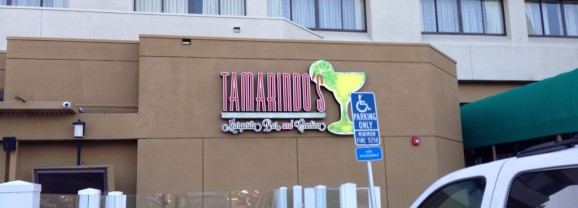 TAMARINDO'S
Margarita Bar and Cantina
PARKING
ONLY
MINIMUM
FINE $250
VAN
ACCESSIBLE